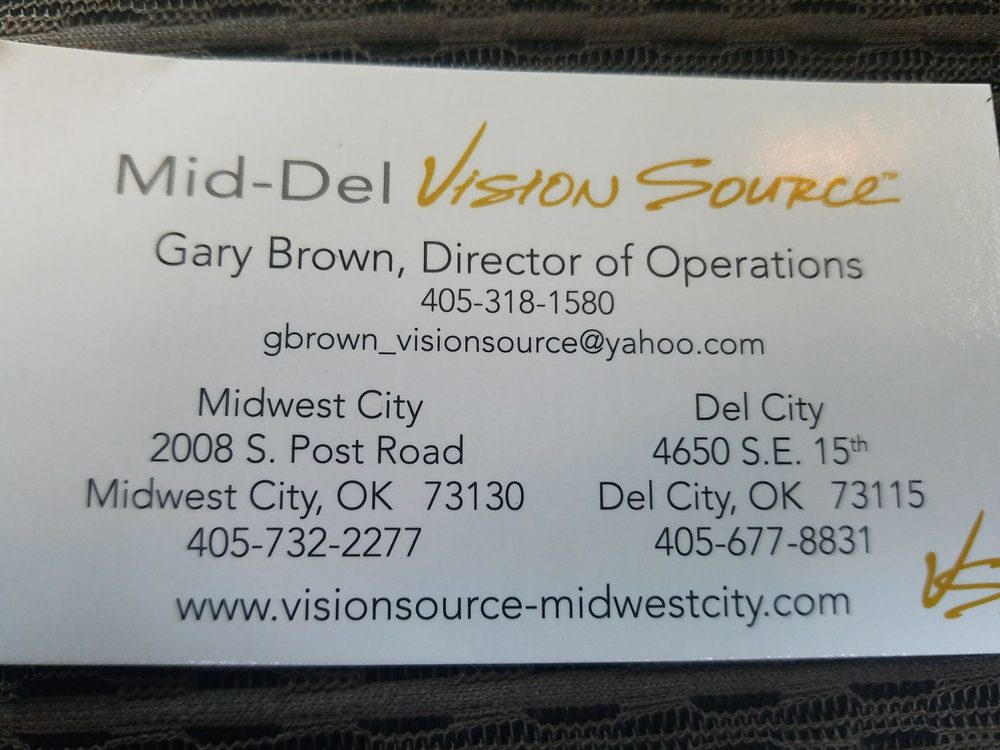 Mid-Del Vision Source™
Gary Brown, Director of Operations
405-318-1580
gbrown_visionsource@yahoo.com
Midwest City
2008 S. Post Road
Midwest City, OK 73130
405-732-2277
Del City
4650 S.E. 15th
Del City, OK 73115
405-677-8831
www.visionsource-midwestcity.com
VS